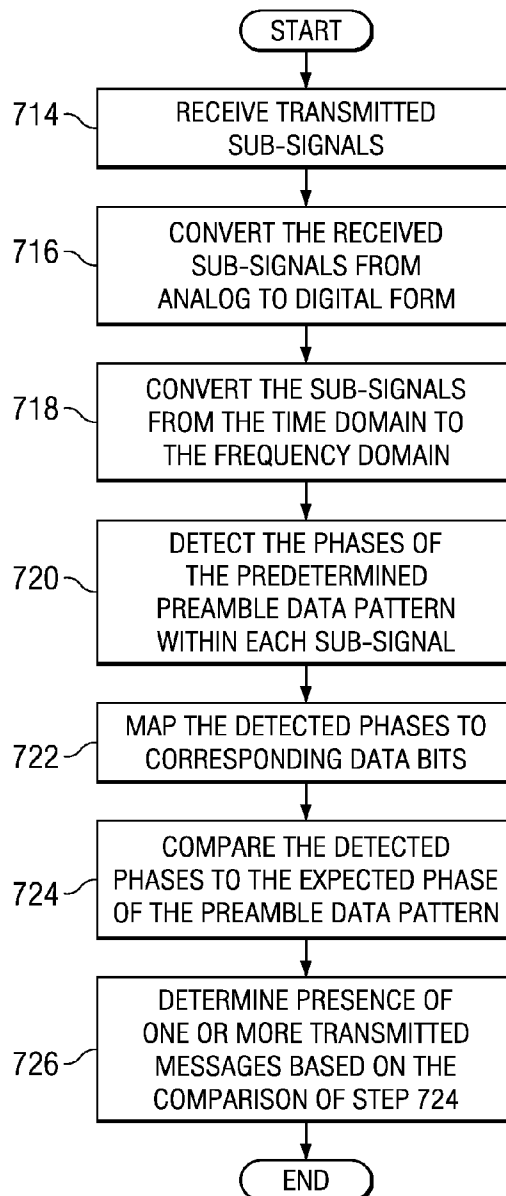 START
714
RECEIVE TRANSMITTED
SUB-SIGNALS
716
CONVERT THE RECEIVED
SUB-SIGNALS FROM
ANALOG TO DIGITAL FORM
718
CONVERT THE SUB-SIGNALS
FROM THE TIME DOMAIN TO
THE FREQUENCY DOMAIN
720
DETECT THE PHASES OF
THE PREDETERMINED
PREAMBLE DATA PATTERN
WITHIN EACH SUB-SIGNAL
722
MAP THE DETECTED PHASES TO
CORRESPONDING DATA BITS
724
COMPARE THE DETECTED
PHASES TO THE EXPECTED PHASE
OF THE PREAMBLE DATA PATTERN
726
DETERMINE PRESENCE OF
ONE OR MORE TRANSMITTED
MESSAGES BASED ON THE
COMPARISON OF STEP 724
END